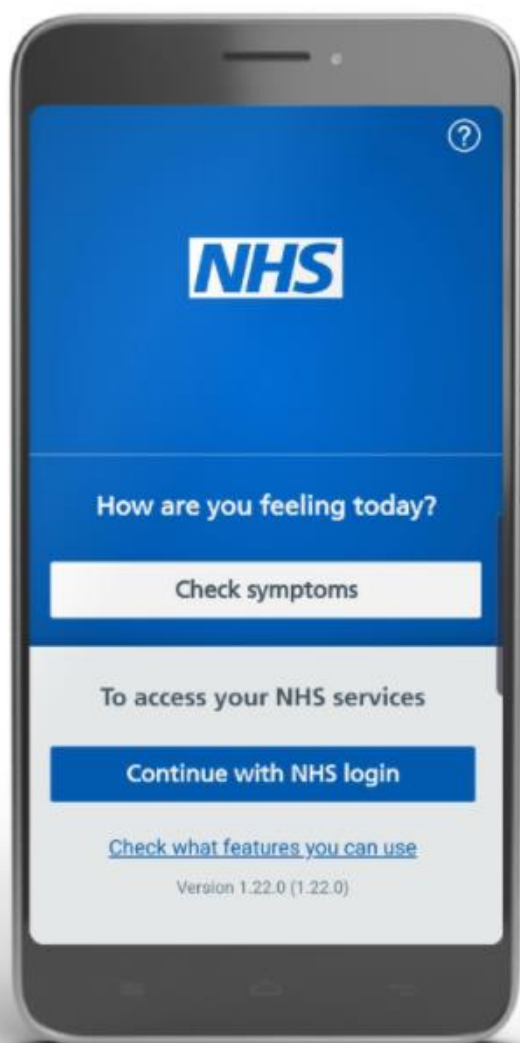 ?
NHS
How are you feeling today?
Check symptoms
To access your NHS services
Continue with NHS login
Check what features you can use
Version 1.22.0 (1.22.0)